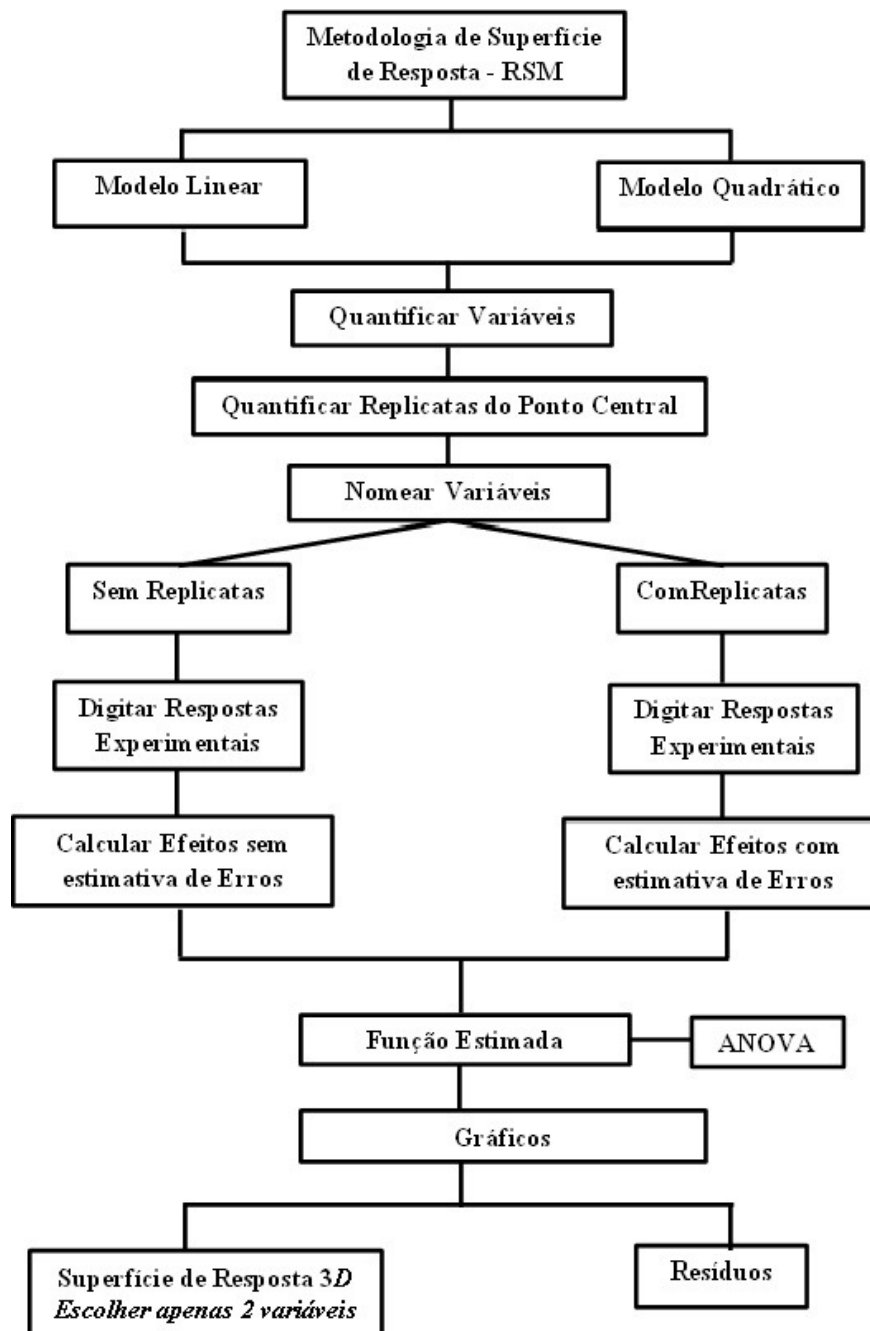 Metodologia de Superfície
de Resposta - RSM
Modelo Linear
Modelo Quadrático
Quantificar Variáveis
Quantificar Replicatas do Ponto Central
Nomear Variáveis
Sem Replicatas
ComReplicatas
Digitar Respostas
Experimentais
Digitar Respostas
Experimentais
Calcular Efeitos sem
estimativa de Erros
Calcular Efeitos com
estimativa de Erros
Função Estimada
ANOVA
Gráficos
Superfície de Resposta 3D
Escolher apenas 2 variáveis
Resíduos